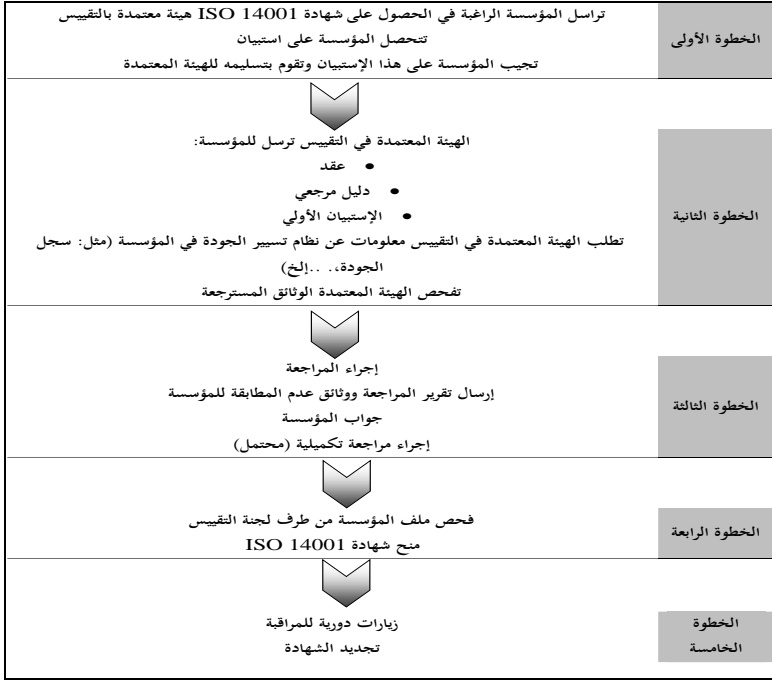 الخطوة الأولى
تراسل المؤسسة الراغبة في الحصول على شهادة ISO 14001 هيئة معتمدة بالتقييس
تتحصل المؤسسة على استبيان
تجيب المؤسسة على هذا الإستبيان وتقوم بتسليمه للهيئة المعتمدة
الخطوة الثانية
الهيئة المعتمدة في التقييس ترسل للمؤسسة:
• عقد
• دليل مرجعي
• الإستبيان الأولي
تطلب الهيئة المعتمدة في التقييس معلومات عن نظام تسيير الجودة في المؤسسة (مثل: سجل
الجودة،. ..إلخ)
تفحص الهيئة المعتمدة الوثائق المسترجعة
الخطوة الثالثة
إجراء المراجعة
إرسال تقرير المراجعة ووثائق عدم المطابقة للمؤسسة
جواب المؤسسة
إجراء مراجعة تكميلية (محتمل)
الخطوة الرابعة
فحص ملف المؤسسة من طرف لجنة التقييس
منح شهادة ISO 14001
الخطوة
الخامسة
زيارات دورية للمراقبة
تجديد الشهادة